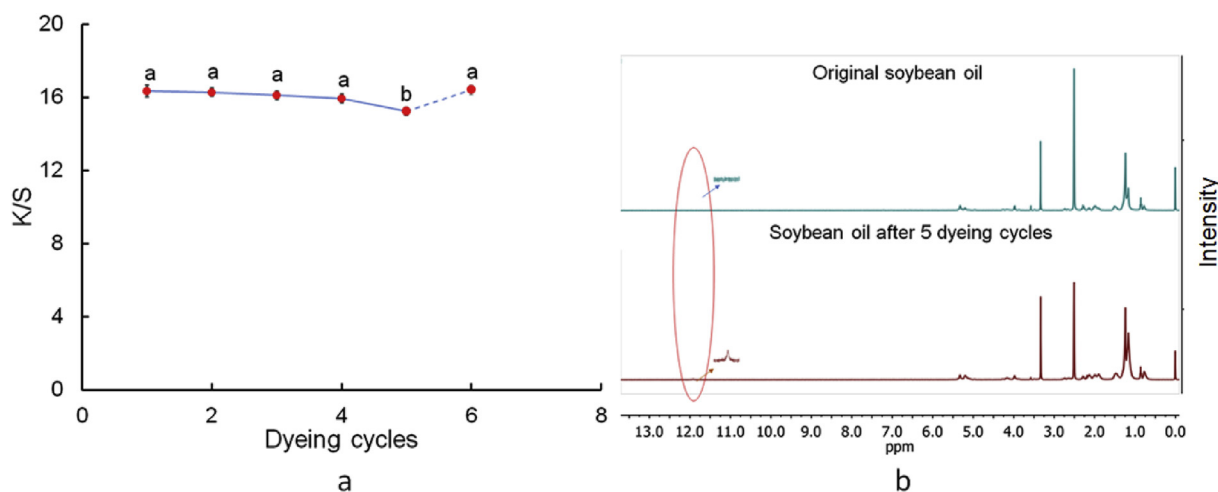 20
16
12
8
4
0
K/S
a
a
a
a
b
a
0
2
4
6
8
Dyeing cycles
a
Original soybean oil
Soybean oil after 5 dyeing cycles
Intensity
13.0 12.0 11.0 10.0 9.0 8.0 7.0 6.0 5.0 4.0 3.0 2.0 1.0 0.0
ppm
b